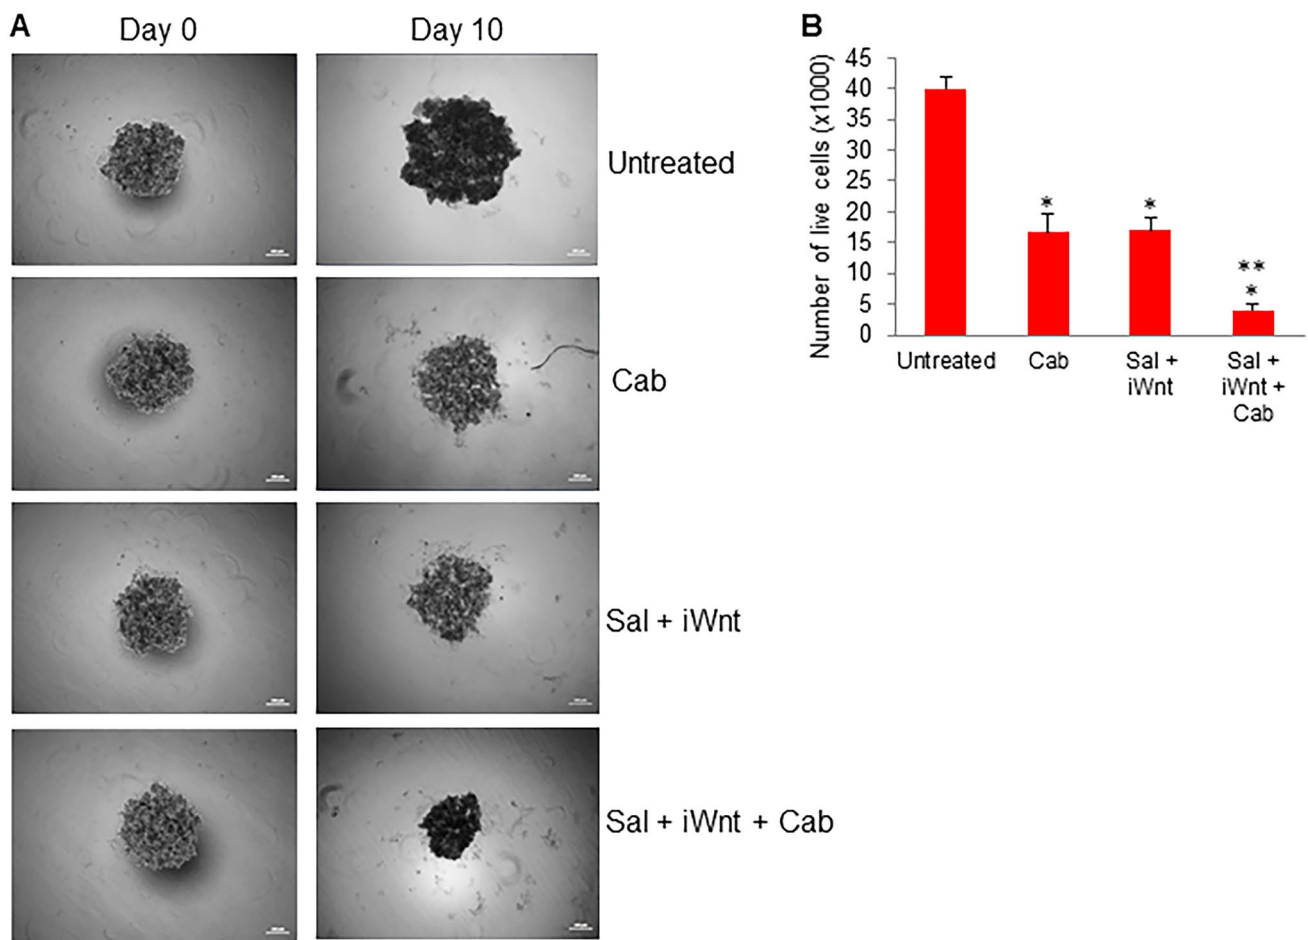 A
Day 0
Day 10
Untreated
Cab
Sal + iWnt
Sal + iWnt + Cab
B
Number of live cells (x1000)
45
40
35
30
25
20
15
10
5
0
*
*
**
*
Untreated
Cab
Sal +
iWnt
Sal +
iWnt +
Cab